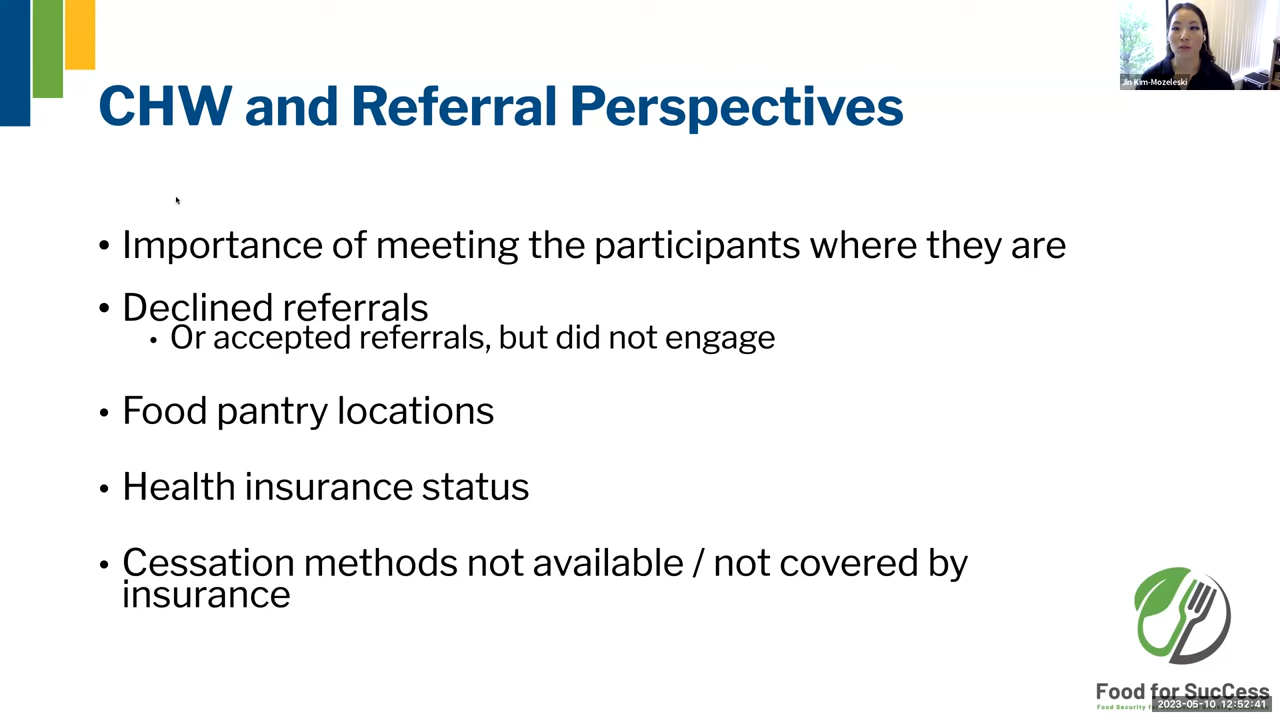 Jin Kim-Mozeleski
CHW and Referral Perspectives
• Importance of meeting the participants where they are
• Declined referrals
• Or accepted referrals, but did not engage
• Food pantry locations
• Health insurance status
• Cessation methods not available / not covered by
insurance
Food for SucCess
Food Security
2023-05-10 12:52:41